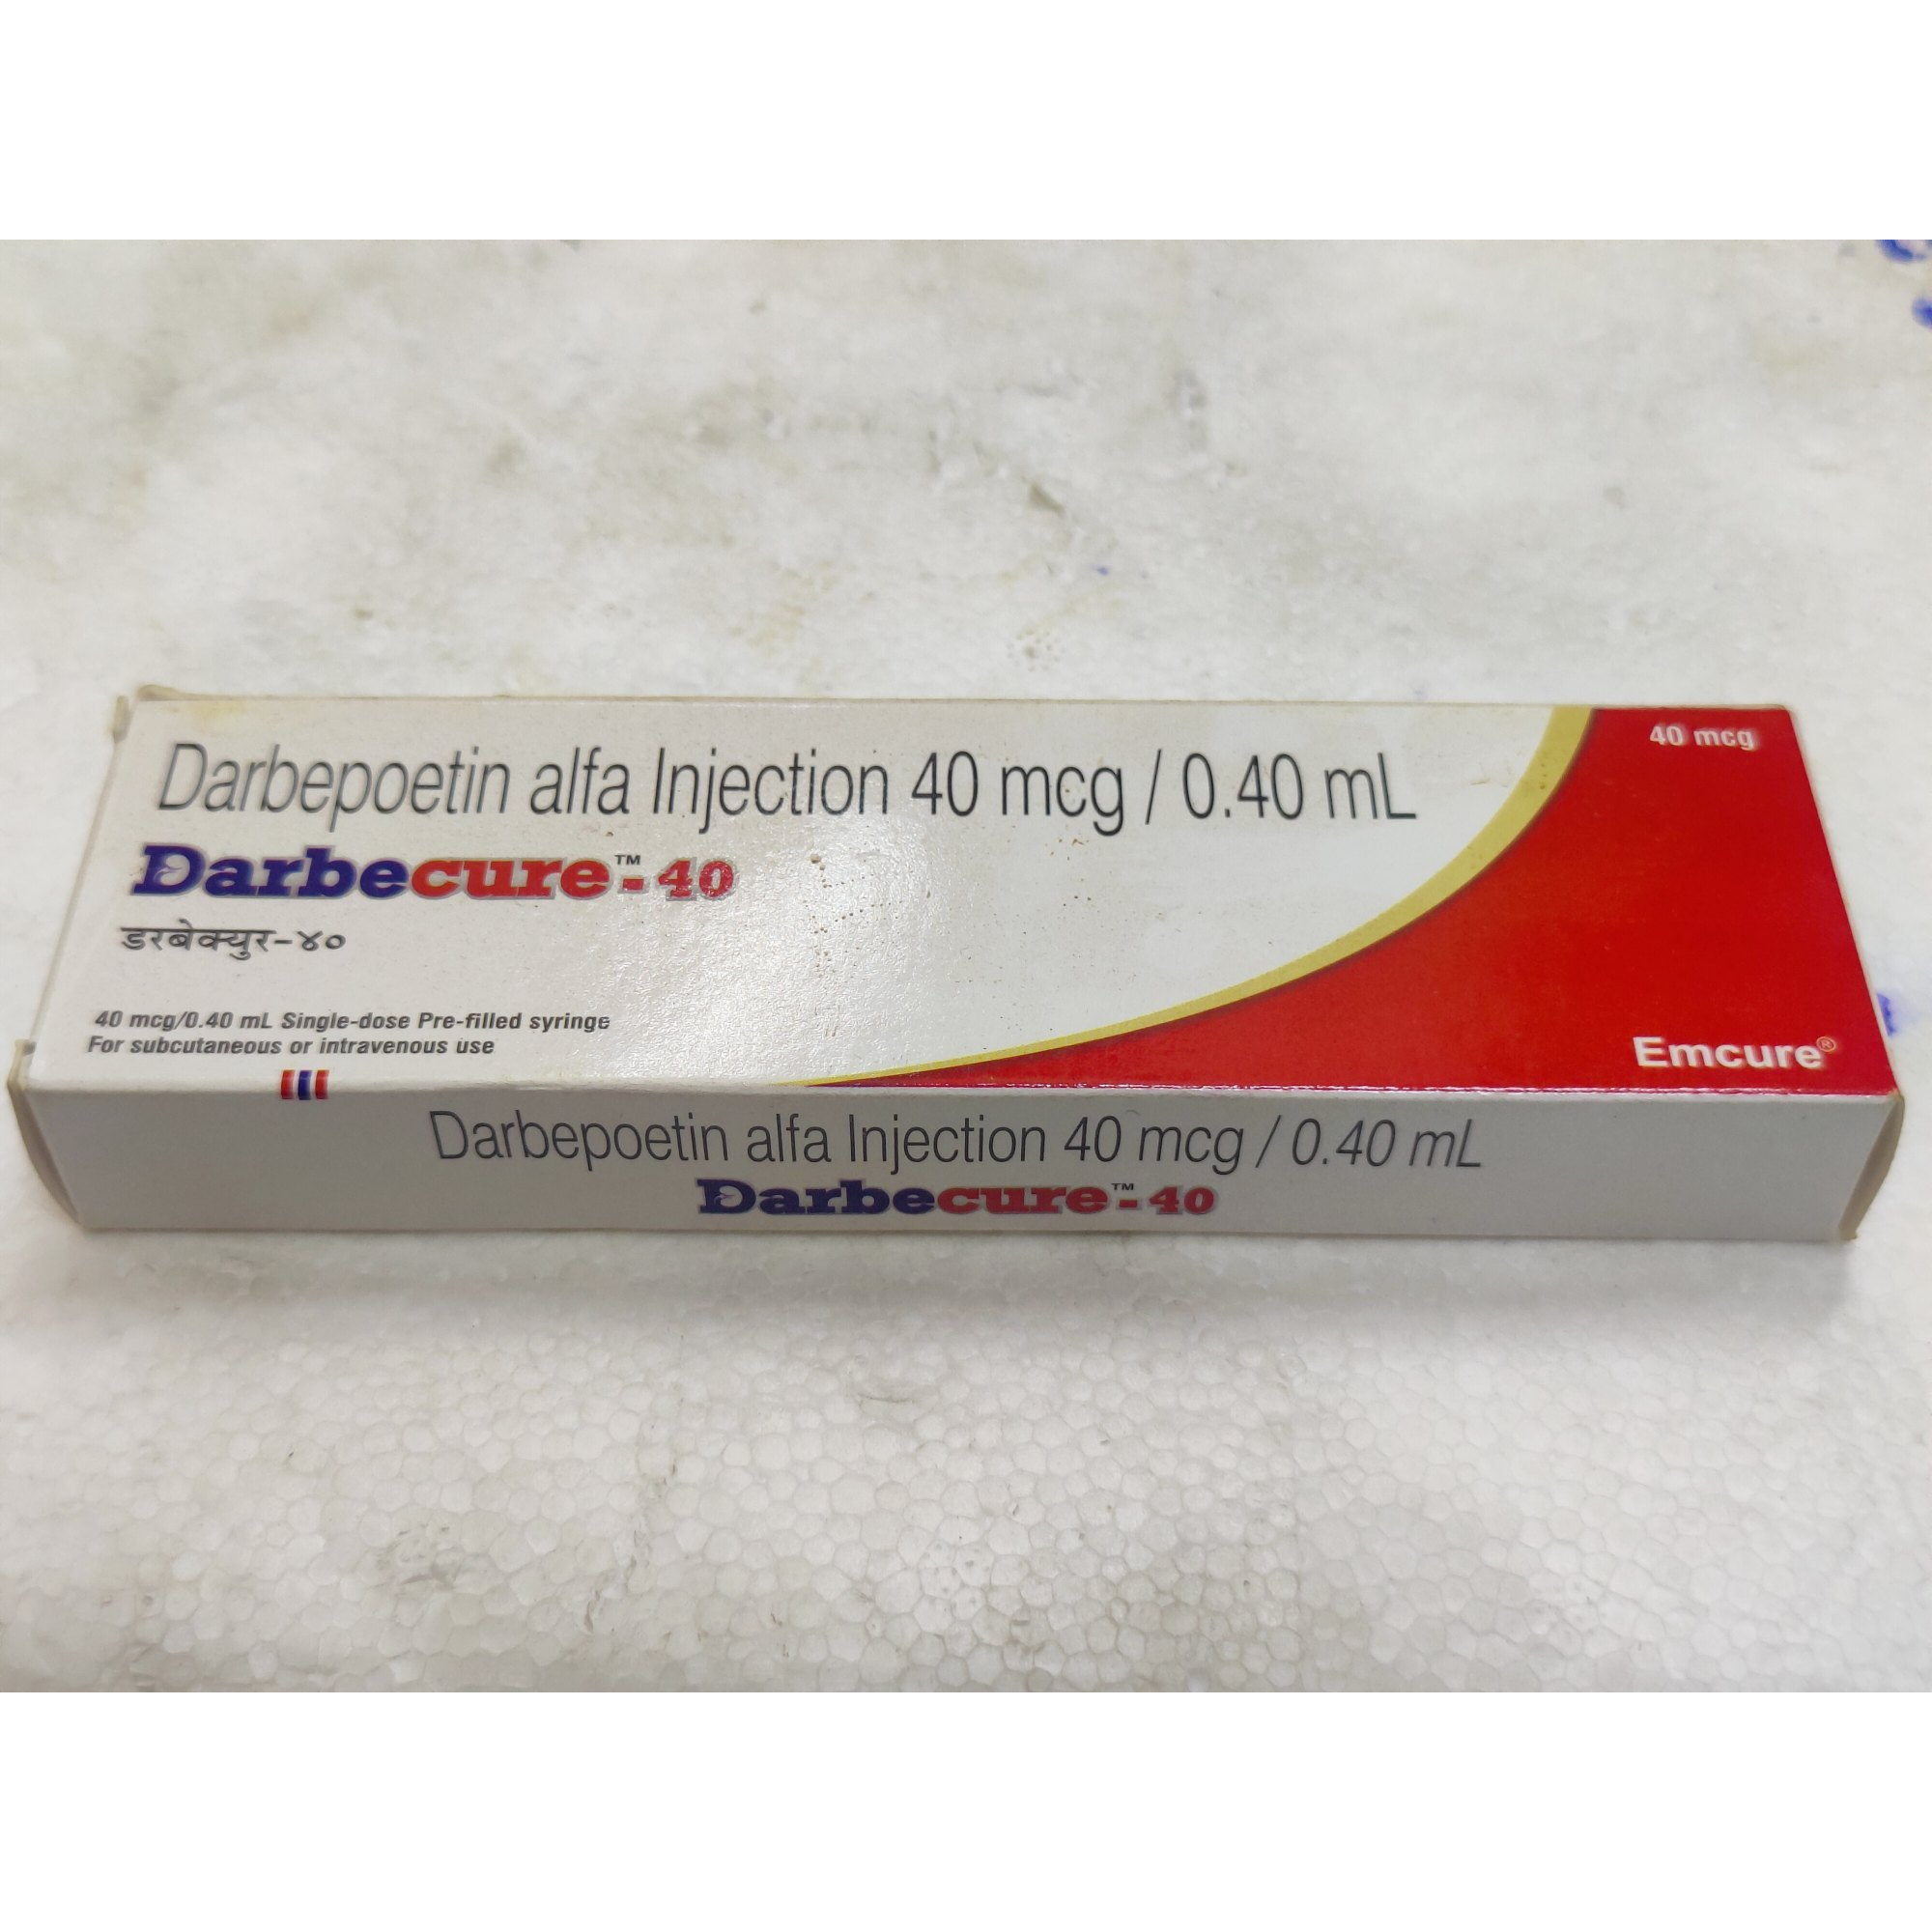 Darbepoetin alfa Injection 40 mcg / 0.40 mL
40 mcg
Darbecure™-40
डरबेक्युर-४०
40 mcg/0.40 mL Single-dose Pre-filled syringe
For subcutaneous or intravenous use
Emcure®
Darbepoetin alfa Injection 40 mcg / 0.40 mL
Darbecure™-40